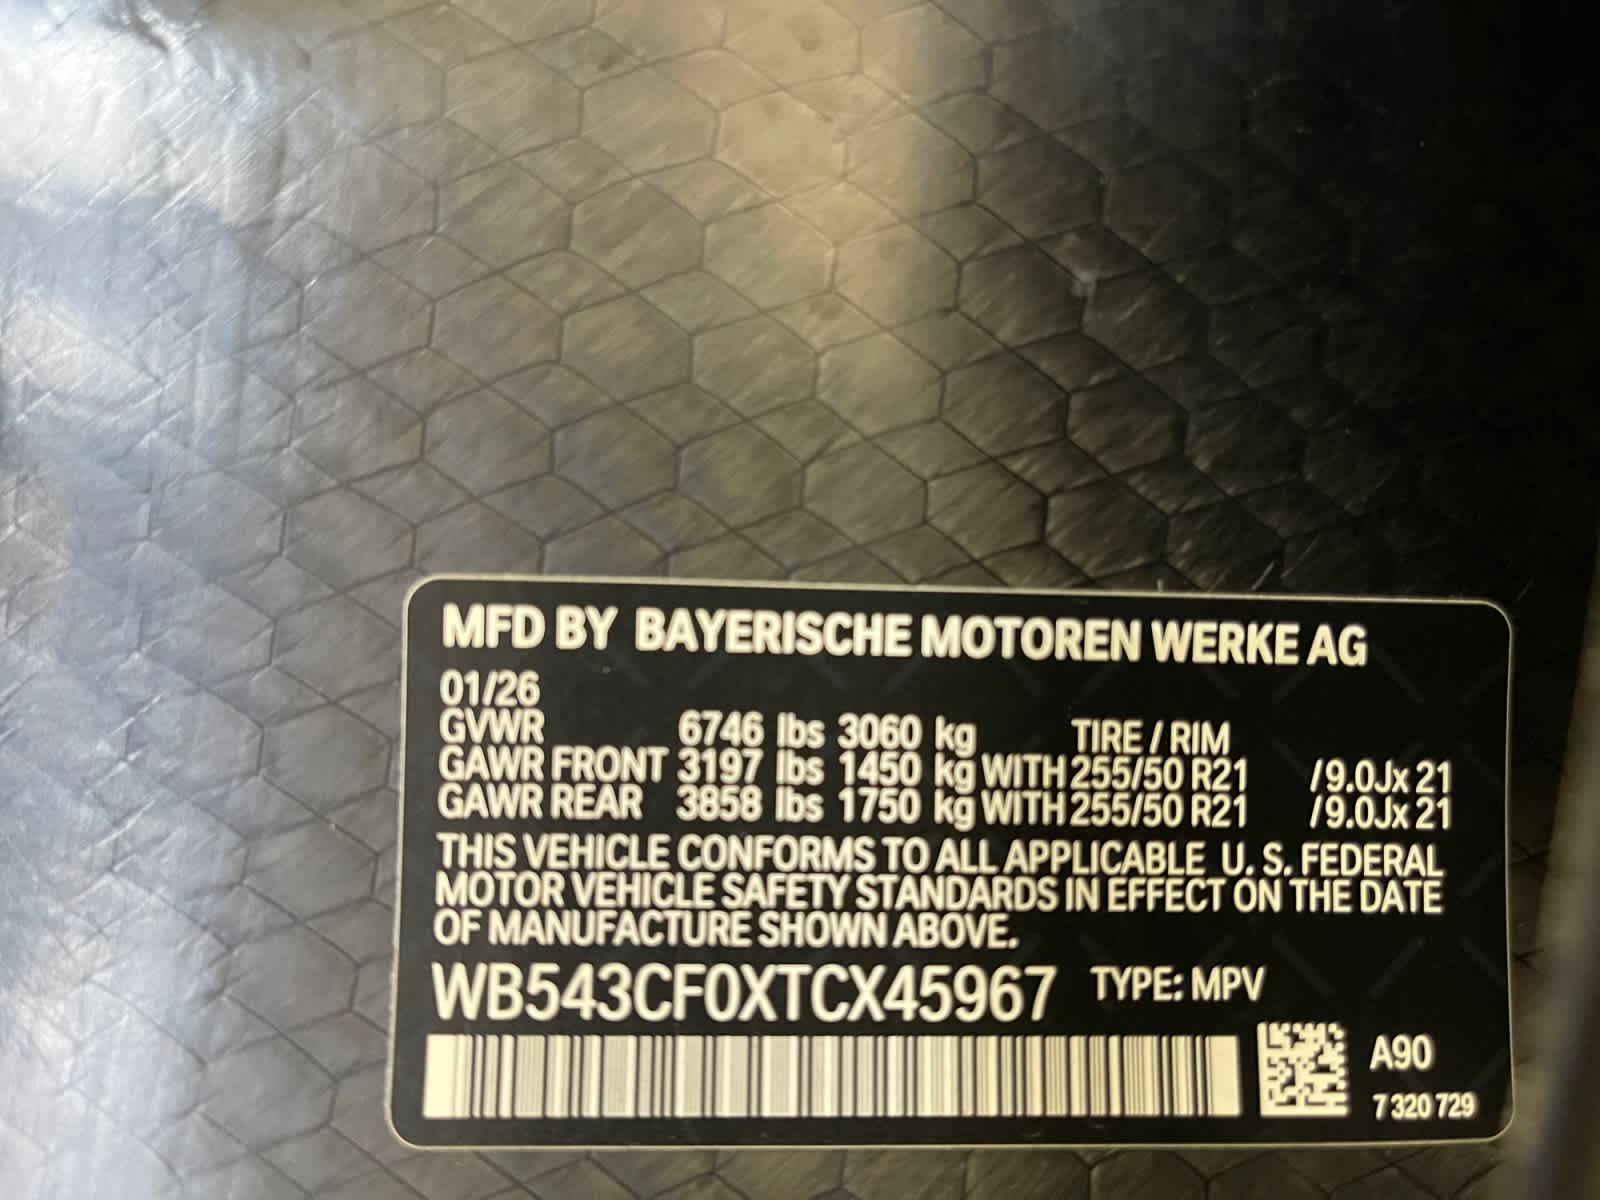 MFD BY BAYERISCHE MOTOREN WERKE AG
01/26
GVWR 6746 lbs 3060 kg TIRE / RIM
GAWR FRONT 3197 lbs 1450 kg WITH 255/50 R21 /9.0Jx 21
GAWR REAR 3858 lbs 1750 kg WITH 255/50 R21 /9.0Jx 21
THIS VEHICLE CONFORMS TO ALL APPLICABLE U. S. FEDERAL
MOTOR VEHICLE SAFETY STANDARDS IN EFFECT ON THE DATE
OF MANUFACTURE SHOWN ABOVE.
WB543CF0XTCX45967 TYPE: MPV
A90
7 320 729